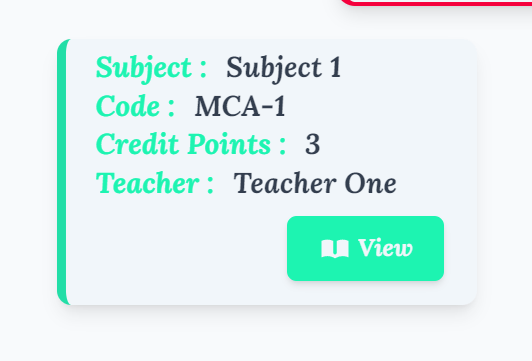 Subject : Subject 1
Code : MCA-1
Credit Points : 3
Teacher : Teacher One
View